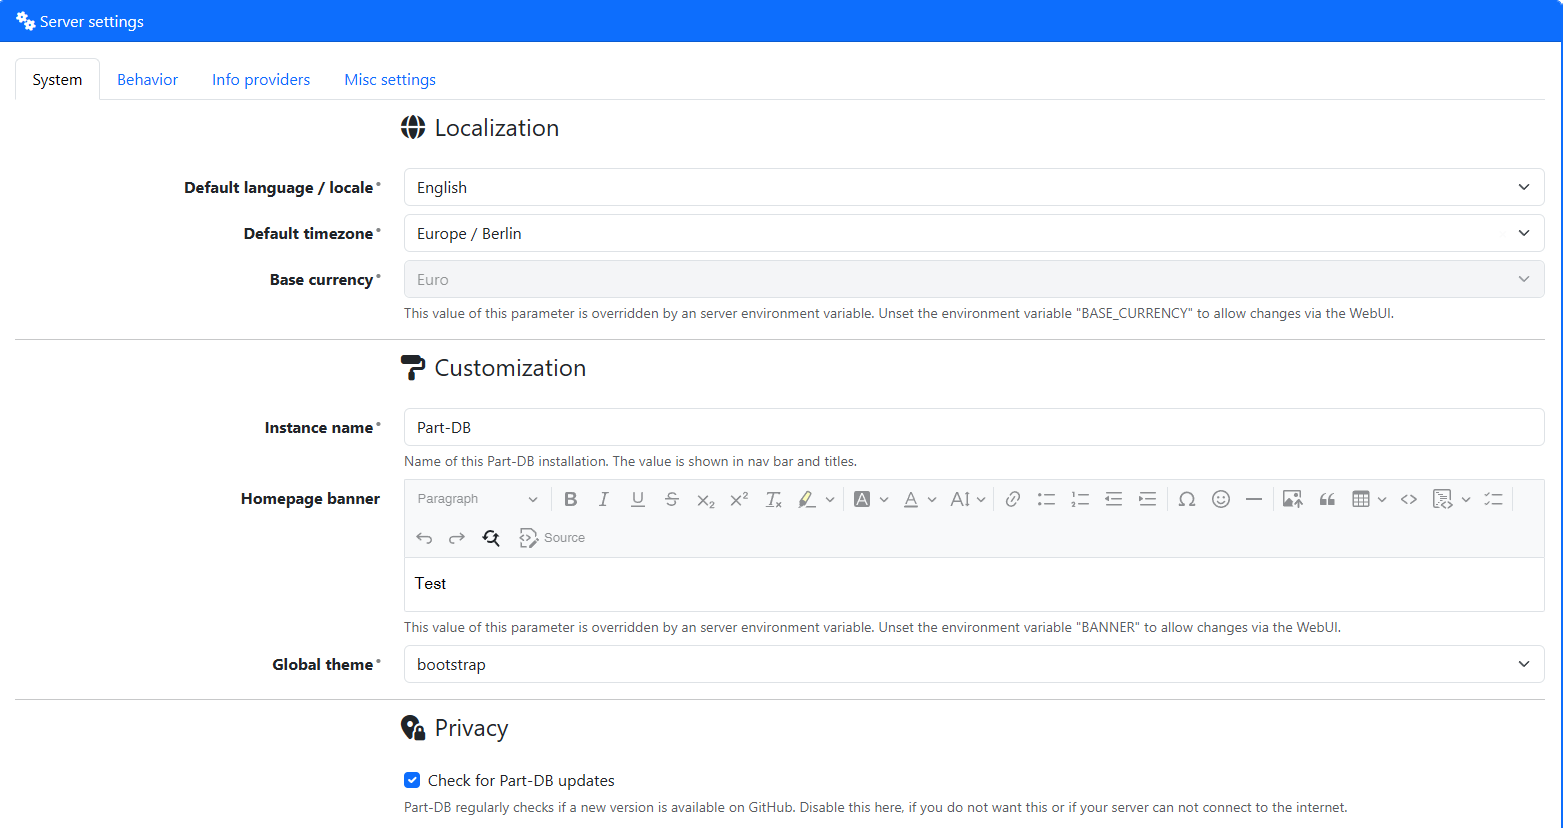 Server settings
System Behavior Info providers Misc settings
Localization
Default language / locale* English
Default timezone* Europe / Berlin
Base currency* Euro
This value of this parameter is overridden by an server environment variable. Unset the environment variable "BASE_CURRENCY" to allow changes via the WebUI.
Customization
Instance name* Part-DB
Name of this Part-DB installation. The value is shown in nav bar and titles.
Homepage banner Paragraph
Source
Test
This value of this parameter is overridden by an server environment variable. Unset the environment variable "BANNER" to allow changes via the WebUI.
Global theme* bootstrap
Privacy
Check for Part-DB updates
Part-DB regularly checks if a new version is available on GitHub. Disable this here, if you do not want this or if your server can not connect to the internet.